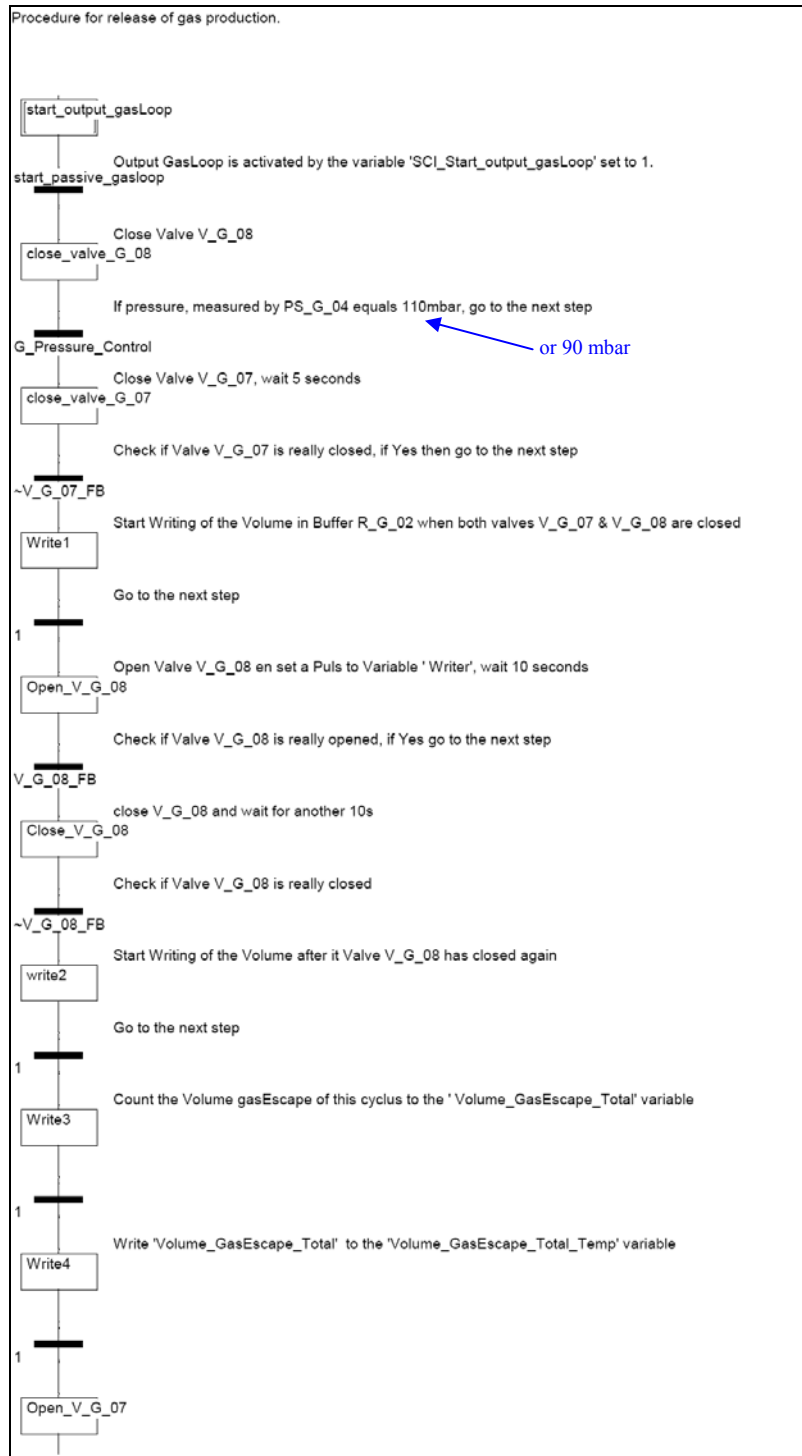 Procedure for release of gas production.
start_output_gasLoop
Output GasLoop is activated by the variable 'SCI_Start_output_gasLoop' set to 1.
start_passive_gasloop
Close Valve V_G_08
close_valve_G_08
If pressure, measured by PS_G_04 equals 110mbar, go to the next step
G_Pressure_Control
or 90 mbar
Close Valve V_G_07, wait 5 seconds
close_valve_G_07
Check if Valve V_G_07 is really closed, if Yes then go to the next step
~V_G_07_FB
Start Writing of the Volume in Buffer R_G_02 when both valves V_G_07 & V_G_08 are closed
Write1
Go to the next step
1
Open Valve V_G_08 en set a Puls to Variable ' Writer', wait 10 seconds
Open_V_G_08
Check if Valve V_G_08 is really opened, if Yes go to the next step
V_G_08_FB
close V_G_08 and wait for another 10s
Close_V_G_08
Check if Valve V_G_08 is really closed
~V_G_08_FB
Start Writing of the Volume after it Valve V_G_08 has closed again
write2
Go to the next step
1
Count the Volume gasEscape of this cyclus to the ' Volume_GasEscape_Total' variable
Write3
1
Write 'Volume_GasEscape_Total'  to the 'Volume_GasEscape_Total_Temp' variable
Write4
1
Open_V_G_07